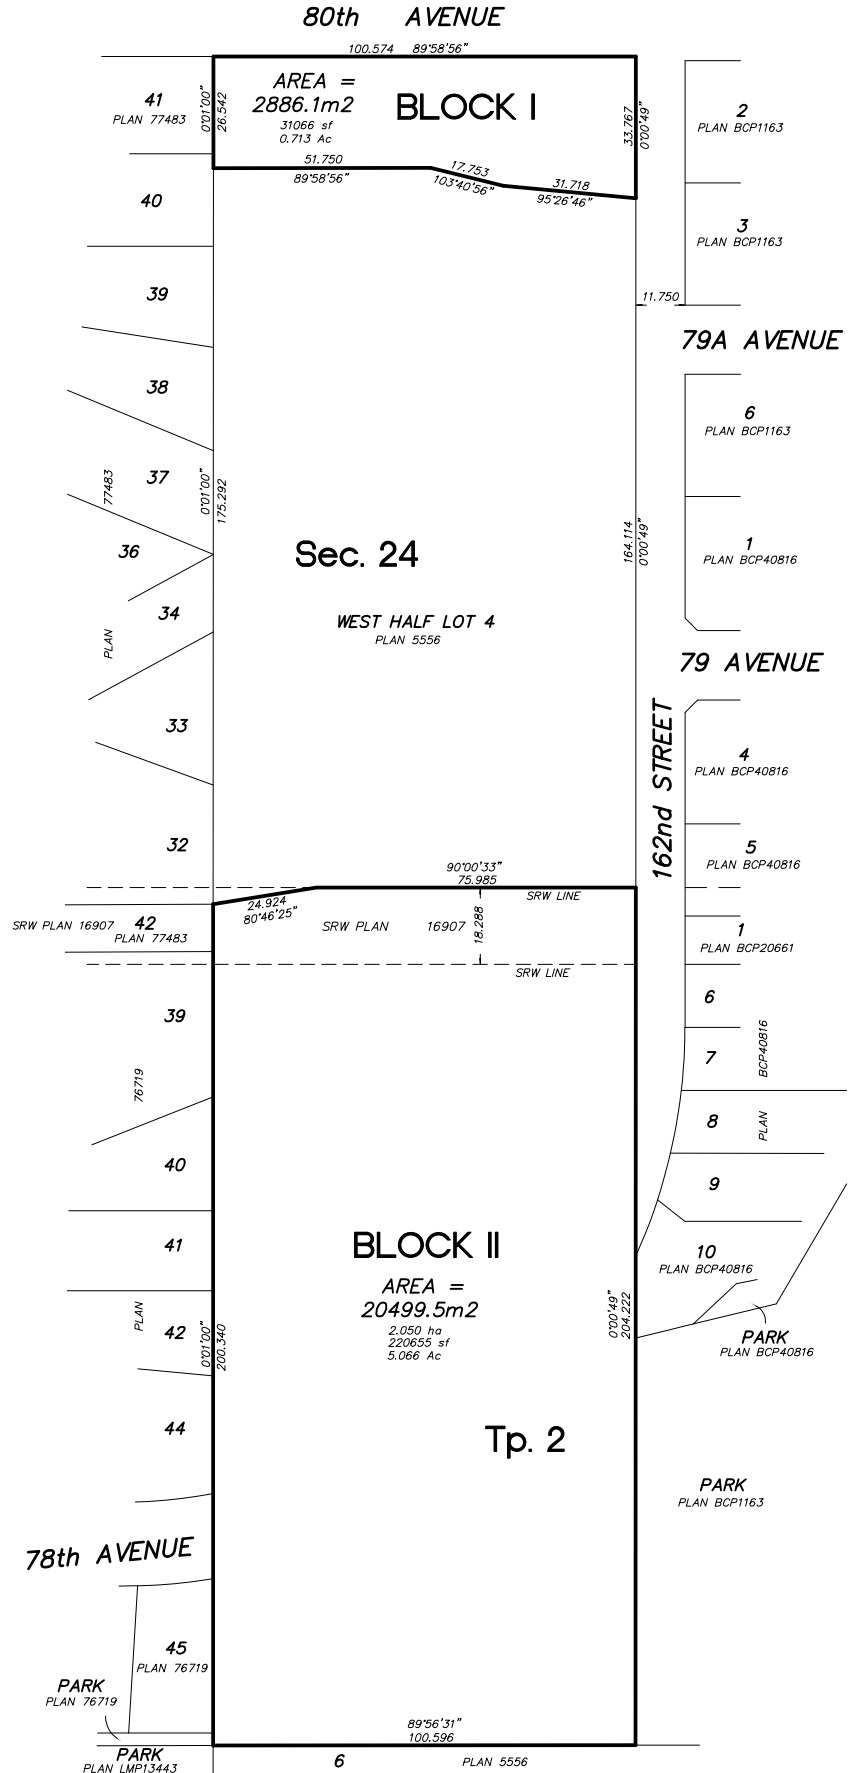 80th AVENUE
100.574 89°58'56"
41
PLAN 77483
0°01'00"
26.542
AREA =
2886.1m2
31066 sf
0.713 Ac
BLOCK I
33.767
0°00'49"
2
PLAN BCP1163
51.750
89°58'56"
17.753
103°40'56"
31.718
95°26'46"
40
3
PLAN BCP1163
39
11.750
79A AVENUE
38
6
PLAN BCP1163
37
77483
0°01'00"
175.292
36
Sec. 24
164.114
0°00'49"
1
PLAN BCP40816
34
PLAN
WEST HALF LOT 4
PLAN 5556
79 AVENUE
33
162nd STREET
4
PLAN BCP40816
32
5
PLAN BCP40816
90°00'33"
75.985
SRW LINE
24.924
80°46'25"
SRW PLAN 16907
42
PLAN 77483
SRW PLAN 16907
18.288
1
PLAN BCP20661
SRW LINE
39
6
7
BCP40816
76719
8
PLAN
40
9
41
BLOCK II
10
PLAN BCP40816
AREA =
20499.5m2
2.050 ha
220655 sf
5.066 Ac
PLAN
42
0°01'00"
200.340
0°00'49"
204.222
PARK
PLAN BCP40816
44
Tp. 2
PARK
PLAN BCP1163
78th AVENUE
45
PLAN 76719
PARK
PLAN 76719
89°56'31"
100.596
PARK
PLAN LMP13443
6
PLAN 5556